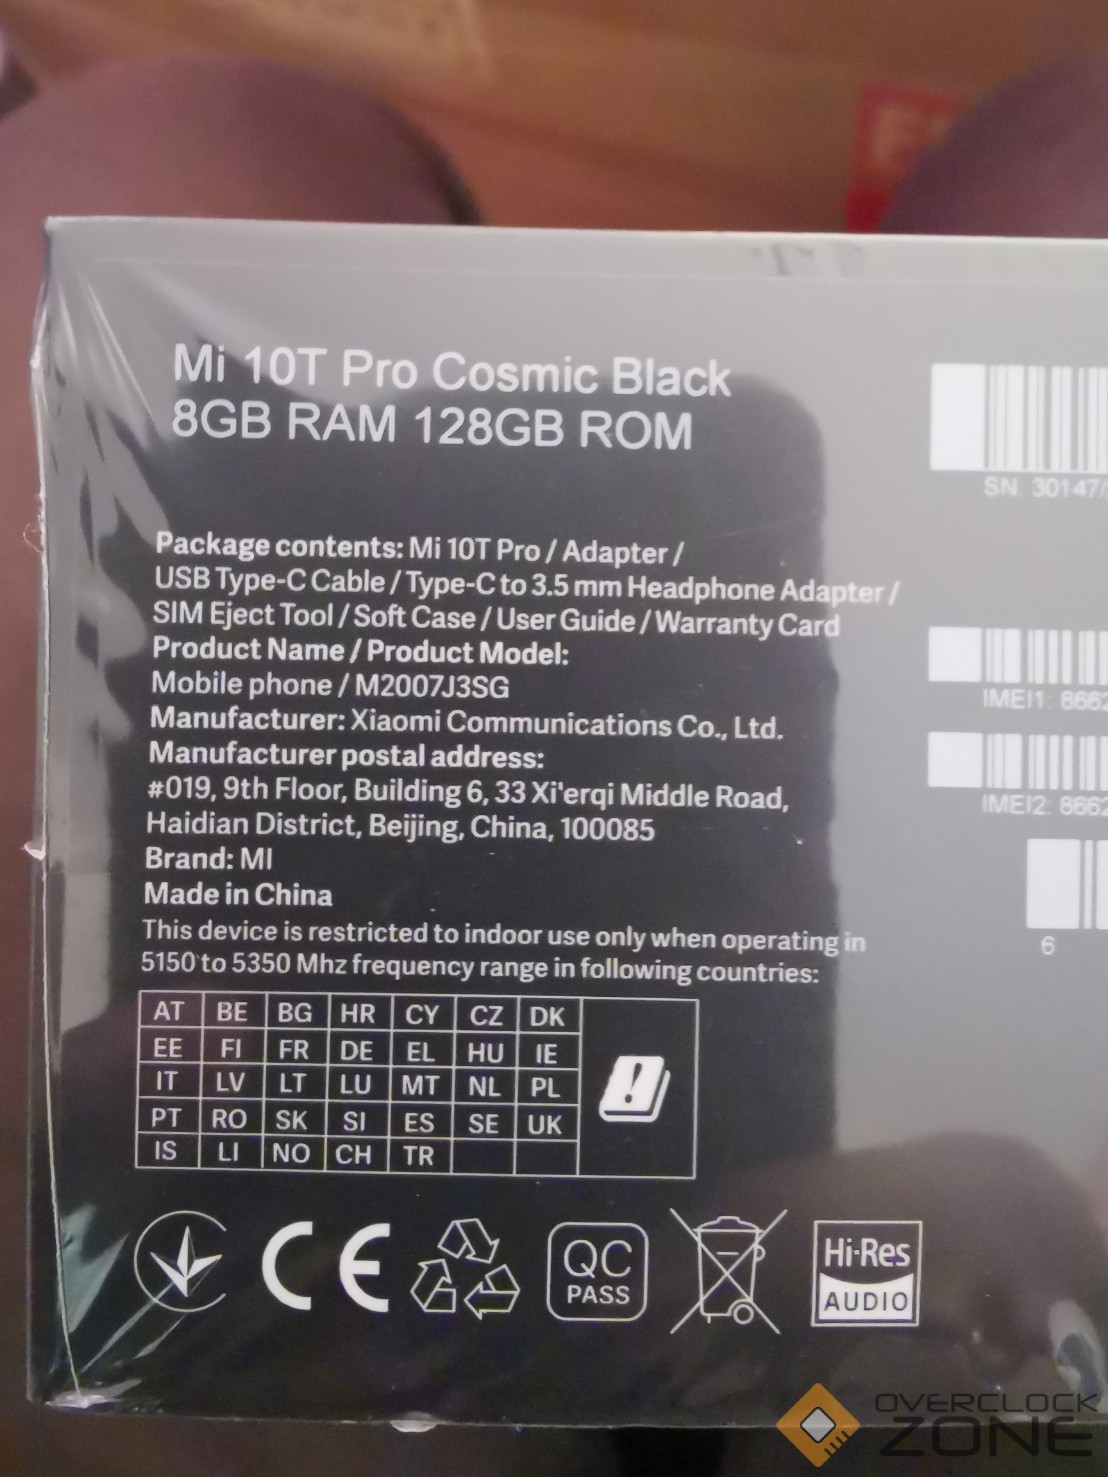 Mi 10T Pro Cosmic Black
8GB RAM 128GB ROM
Package contents: Mi 10T Pro / Adapter /
USB Type-C Cable / Type-C to 3.5 mm Headphone Adapter /
SIM Eject Tool / Soft Case / User Guide / Warranty Card
Product Name / Product Model:
Mobile phone / M2007J3SG
Manufacturer: Xiaomi Communications Co., Ltd.
Manufacturer postal address:
#019, 9th Floor, Building 6, 33 Xi'erqi Middle Road,
Haidian District, Beijing, China, 100085
Brand: MI
Made in China
This device is restricted to indoor use only when operating in
5150 to 5350 Mhz frequency range in following countries:
AT BE BG HR CY CZ DK
EE FI FR DE EL HU IE
IT LV LT LU MT NL PL
PT RO SK SI ES SE UK
IS LI NO CH TR
CE
QC
PASS
Hi-Res
AUDIO
SN: 30147/
IMEI1: 8662
IMEI2: 8662
6
OVERCLOCK
ZONE